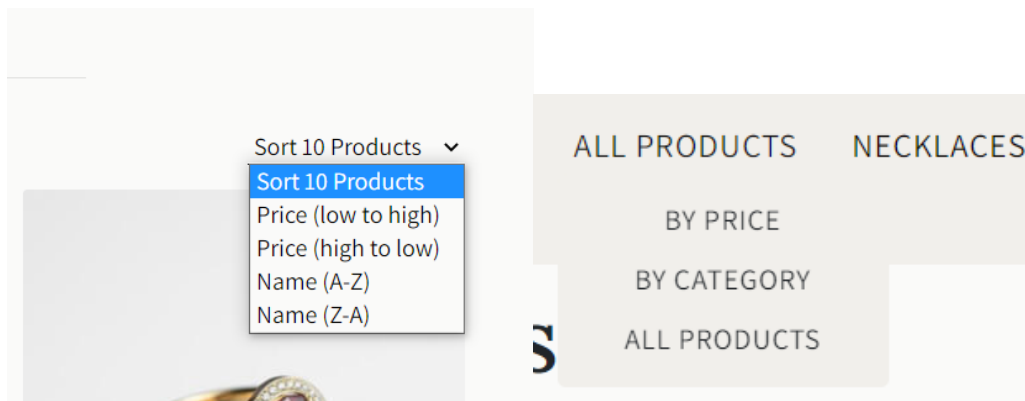 Sort 10 Products
Sort 10 Products
Price (low to high)
Price (high to low)
Name (A-Z)
Name (Z-A)
ALL PRODUCTS NECKLACES
BY PRICE
BY CATEGORY
ALL PRODUCTS
s